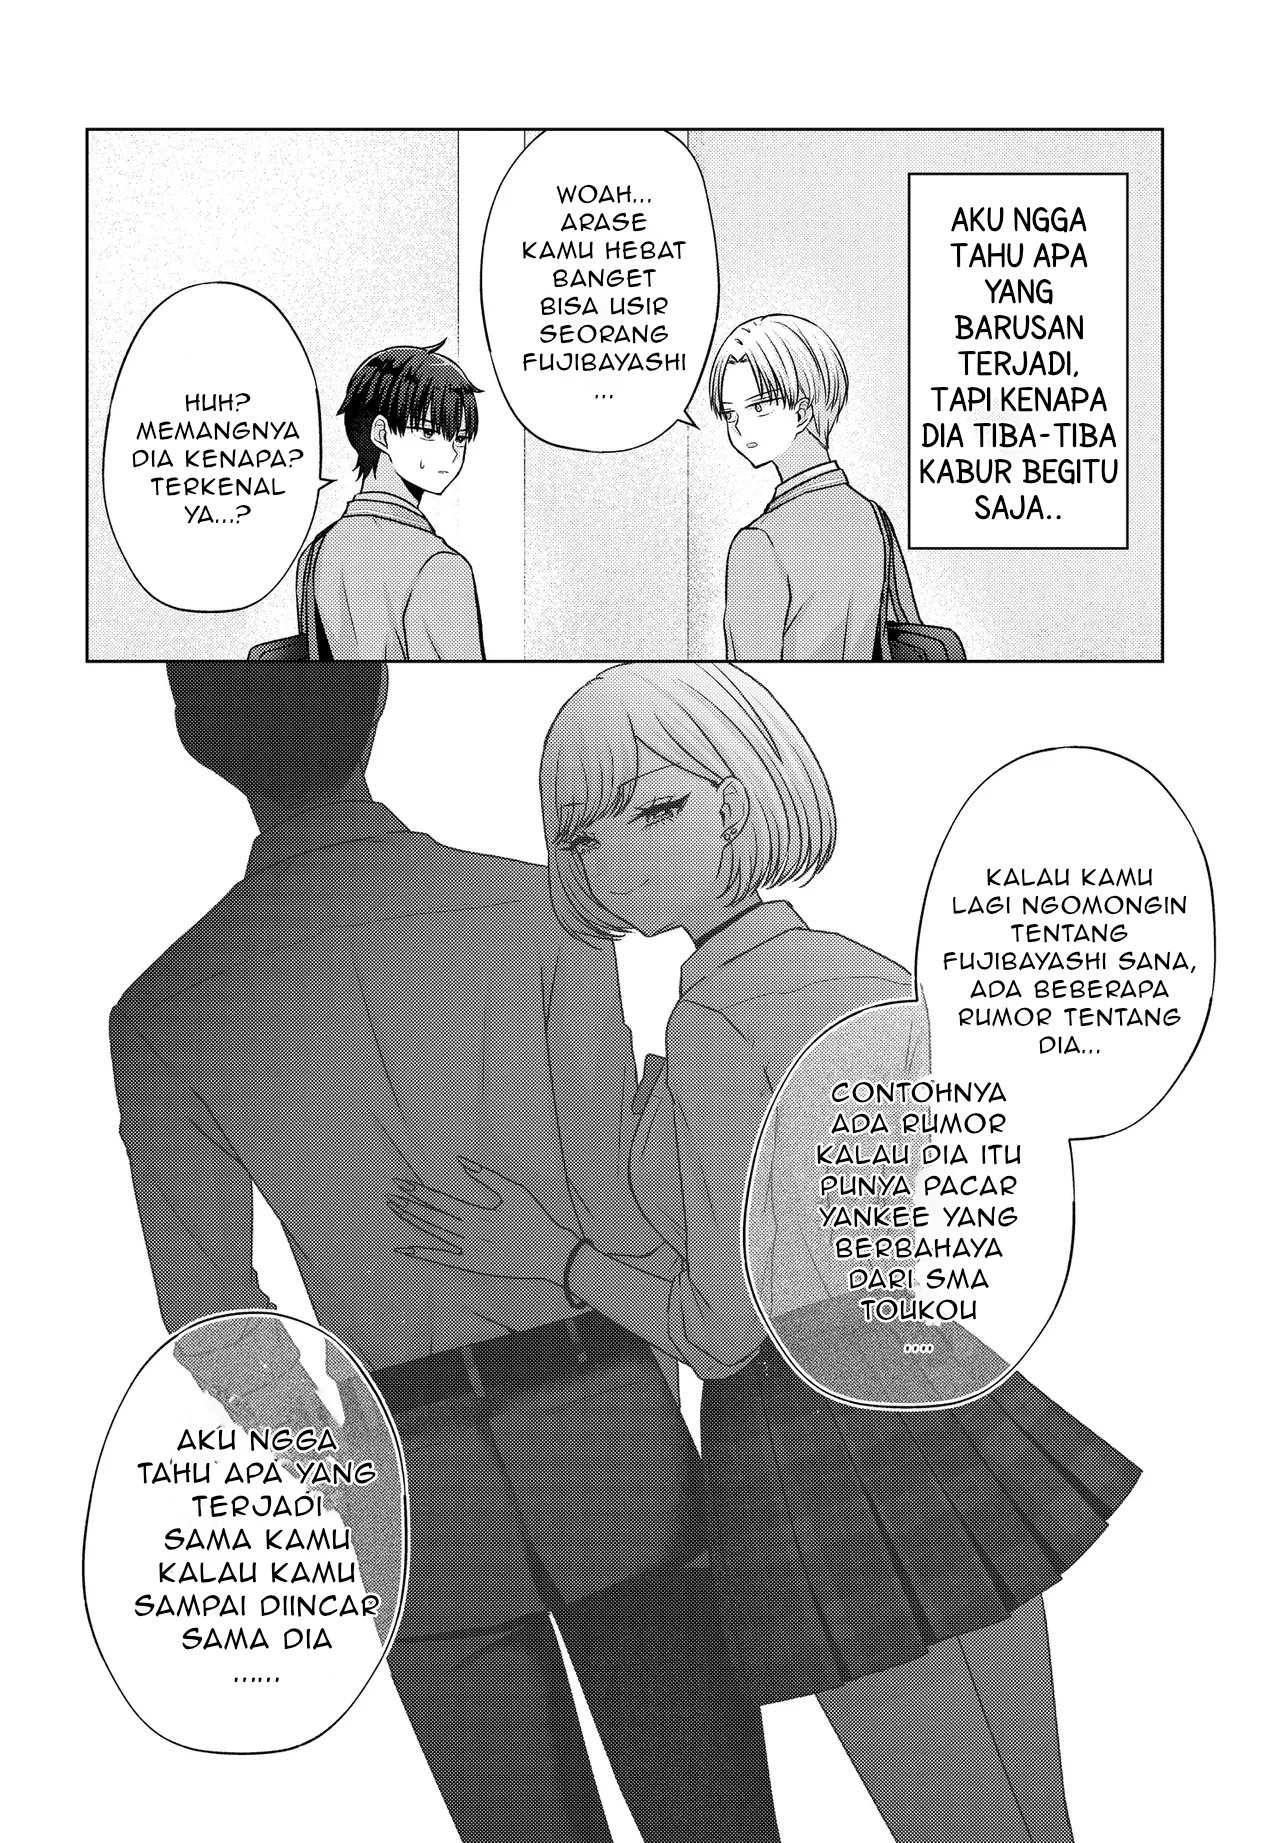 AKU NGGA
TAHU APA
YANG
BARUSAN
TERJADI,
TAPI KENAPA
DIA TIBA-TIBA
KABUR BEGITU
SAJA..
WOAH...
ARASE
KAMU HEBAT
BANGET
BISA USIR
SEORANG
FUJIBAYASHI
...
HUH?
MEMANGNYA
DIA KENAPA?
TERKENAL
YA...?
KALAU KAMU
LAGI NGOMONGIN
TENTANG
FUJIBAYASHI SANA,
ADA BEBERAPA
RUMOR TENTANG
DIA...
CONTOHNYA
ADA RUMOR
KALAU DIA ITU
PUNYA PACAR
YANKEE YANG
BERBAHAYA
DARI SMA
TOUKOU
....
AKU NGGA
TAHU APA YANG
TERJADI
SAMA KAMU
KALAU KAMU
SAMPAI DIINCAR
SAMA DIA
......